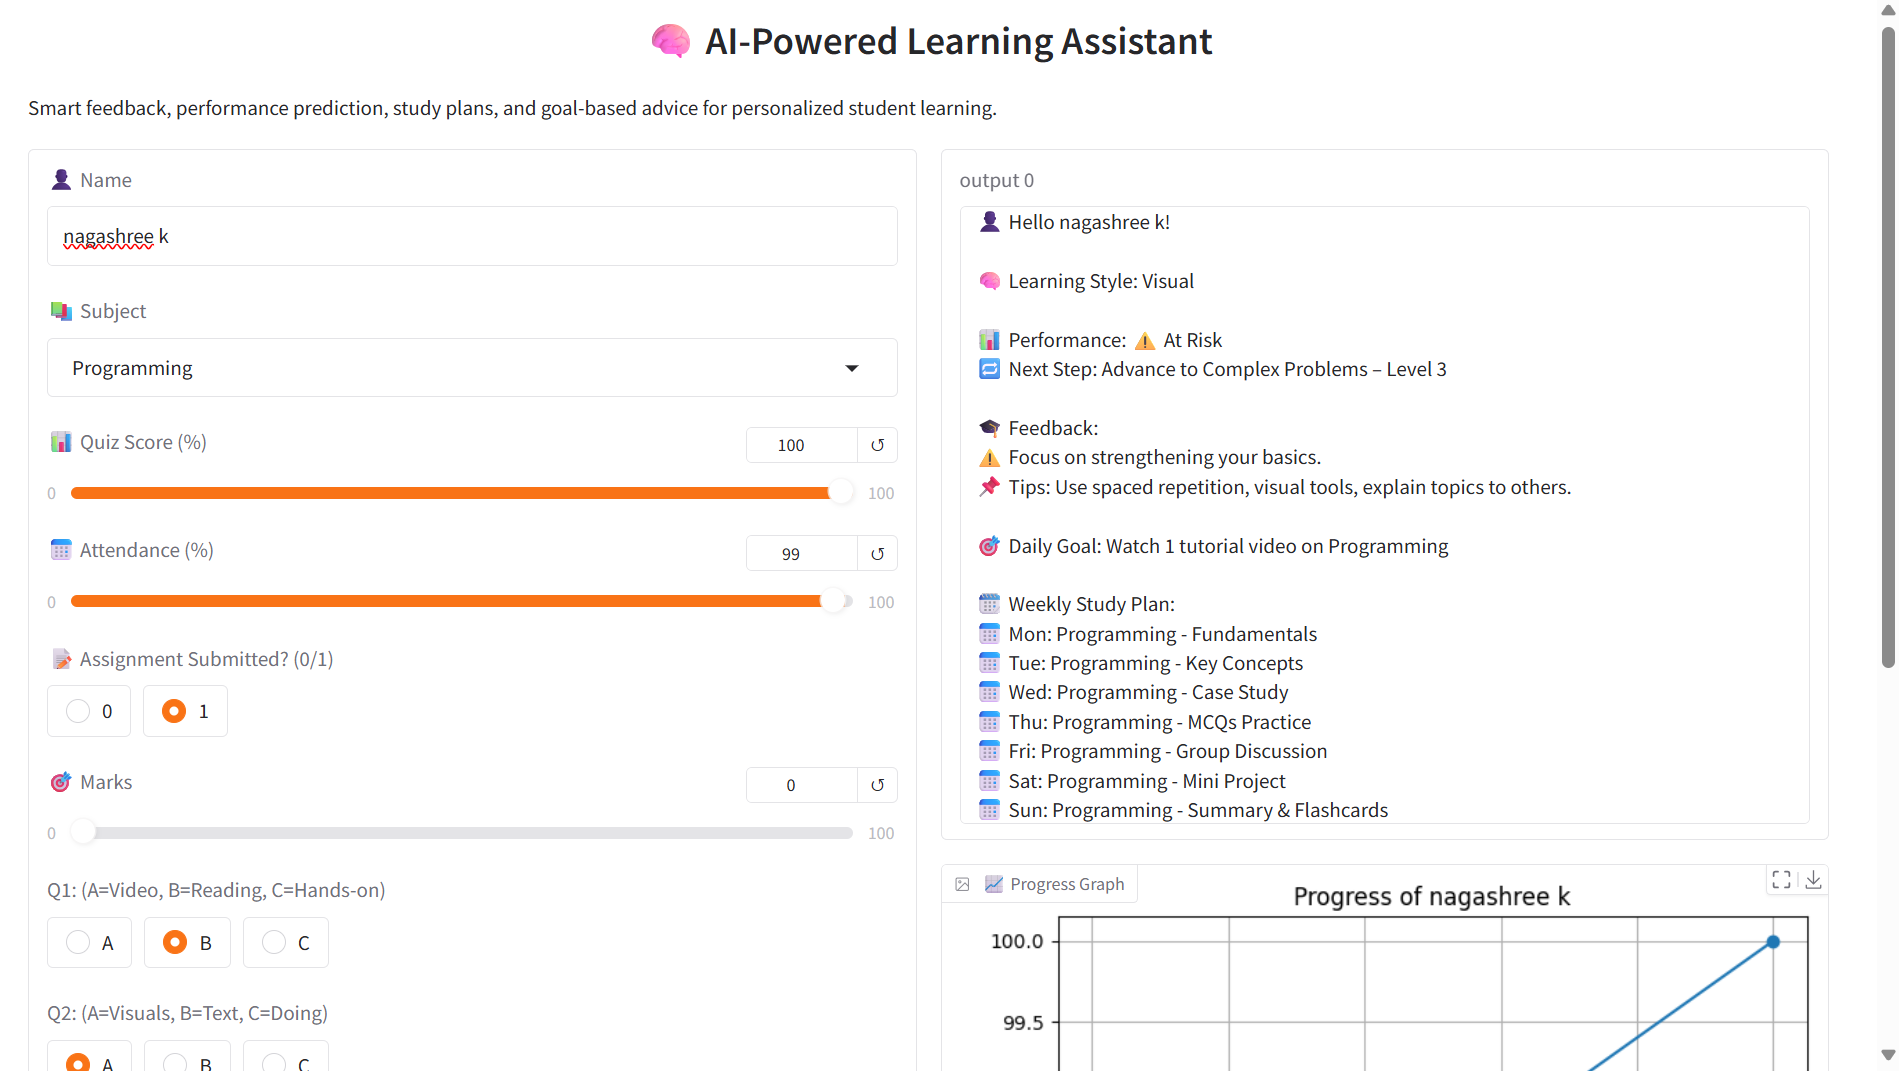 🧠 AI-Powered Learning Assistant
Smart feedback, performance prediction, study plans, and goal-based advice for personalized student learning.
👤 Name
nagashree k
📚 Subject
Programming
📊 Quiz Score (%)
100
0
100
📅 Attendance (%)
99
0
100
📝 Assignment Submitted? (0/1)
0
1
🎯 Marks
0
0
100
Q1: (A=Video, B=Reading, C=Hands-on)
A
B
C
Q2: (A=Visuals, B=Text, C=Doing)
A
B
C
output 0
👤 Hello nagashree k!
🧠 Learning Style: Visual
📊 Performance: ⚠️ At Risk
🔁 Next Step: Advance to Complex Problems – Level 3
🎓 Feedback:
⚠️ Focus on strengthening your basics.
📌 Tips: Use spaced repetition, visual tools, explain topics to others.
🎯 Daily Goal: Watch 1 tutorial video on Programming
🗓️ Weekly Study Plan:
📅 Mon: Programming - Fundamentals
📅 Tue: Programming - Key Concepts
📅 Wed: Programming - Case Study
📅 Thu: Programming - MCQs Practice
📅 Fri: Programming - Group Discussion
📅 Sat: Programming - Mini Project
📅 Sun: Programming - Summary & Flashcards
📈 Progress Graph
Progress of nagashree k
100.0
99.5